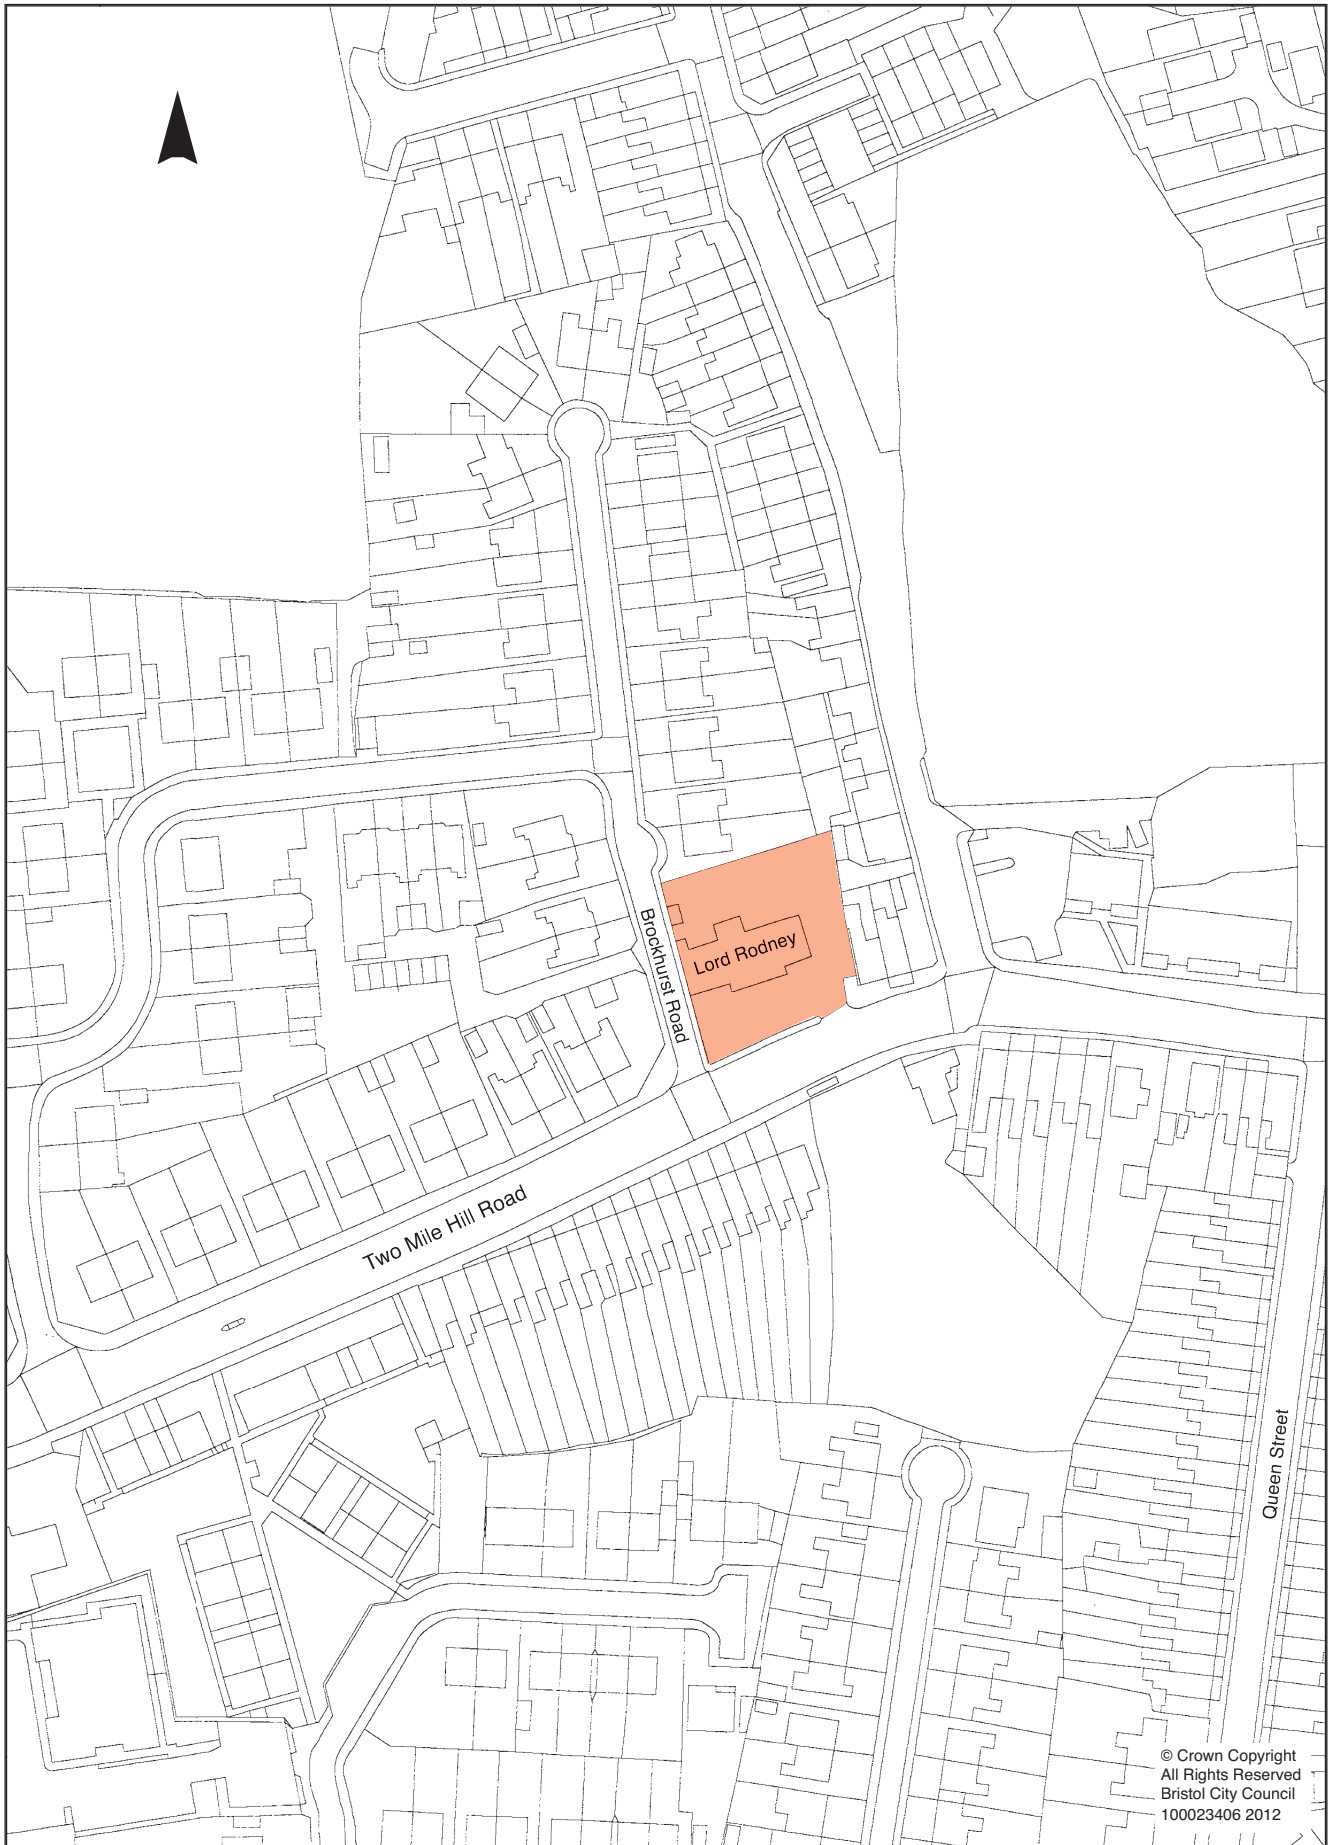 Brockhurst Road
Lord Rodney
Two Mile Hill Road
Queen Street
© Crown Copyright
All Rights Reserved
Bristol City Council
100023406 2012